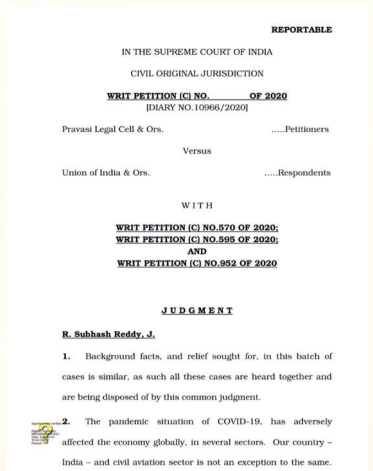 REPORTABLE
IN THE SUPREME COURT OF INDIA
CIVIL ORIGINAL JURISDICTION
WRIT PETITION (C) NO. OF 2020
[DIARY NO.10966/2020]
Pravasi Legal Cell & Ors. .....Petitioners
Versus
Union of India & Ors. .....Respondents
W I T H
WRIT PETITION (C) NO.570 OF 2020;
WRIT PETITION (C) NO.595 OF 2020;
AND
WRIT PETITION (C) NO.952 OF 2020
J U D G M E N T
R. Subhash Reddy, J.
1. Background facts, and relief sought for, in this batch of
cases is similar, as such all these cases are heard together and
are being disposed of by this common judgment.
2. The pandemic situation of COVID-19, has adversely
affected the economy globally, in several sectors. Our country –
India – and civil aviation sector is not an exception to the same.